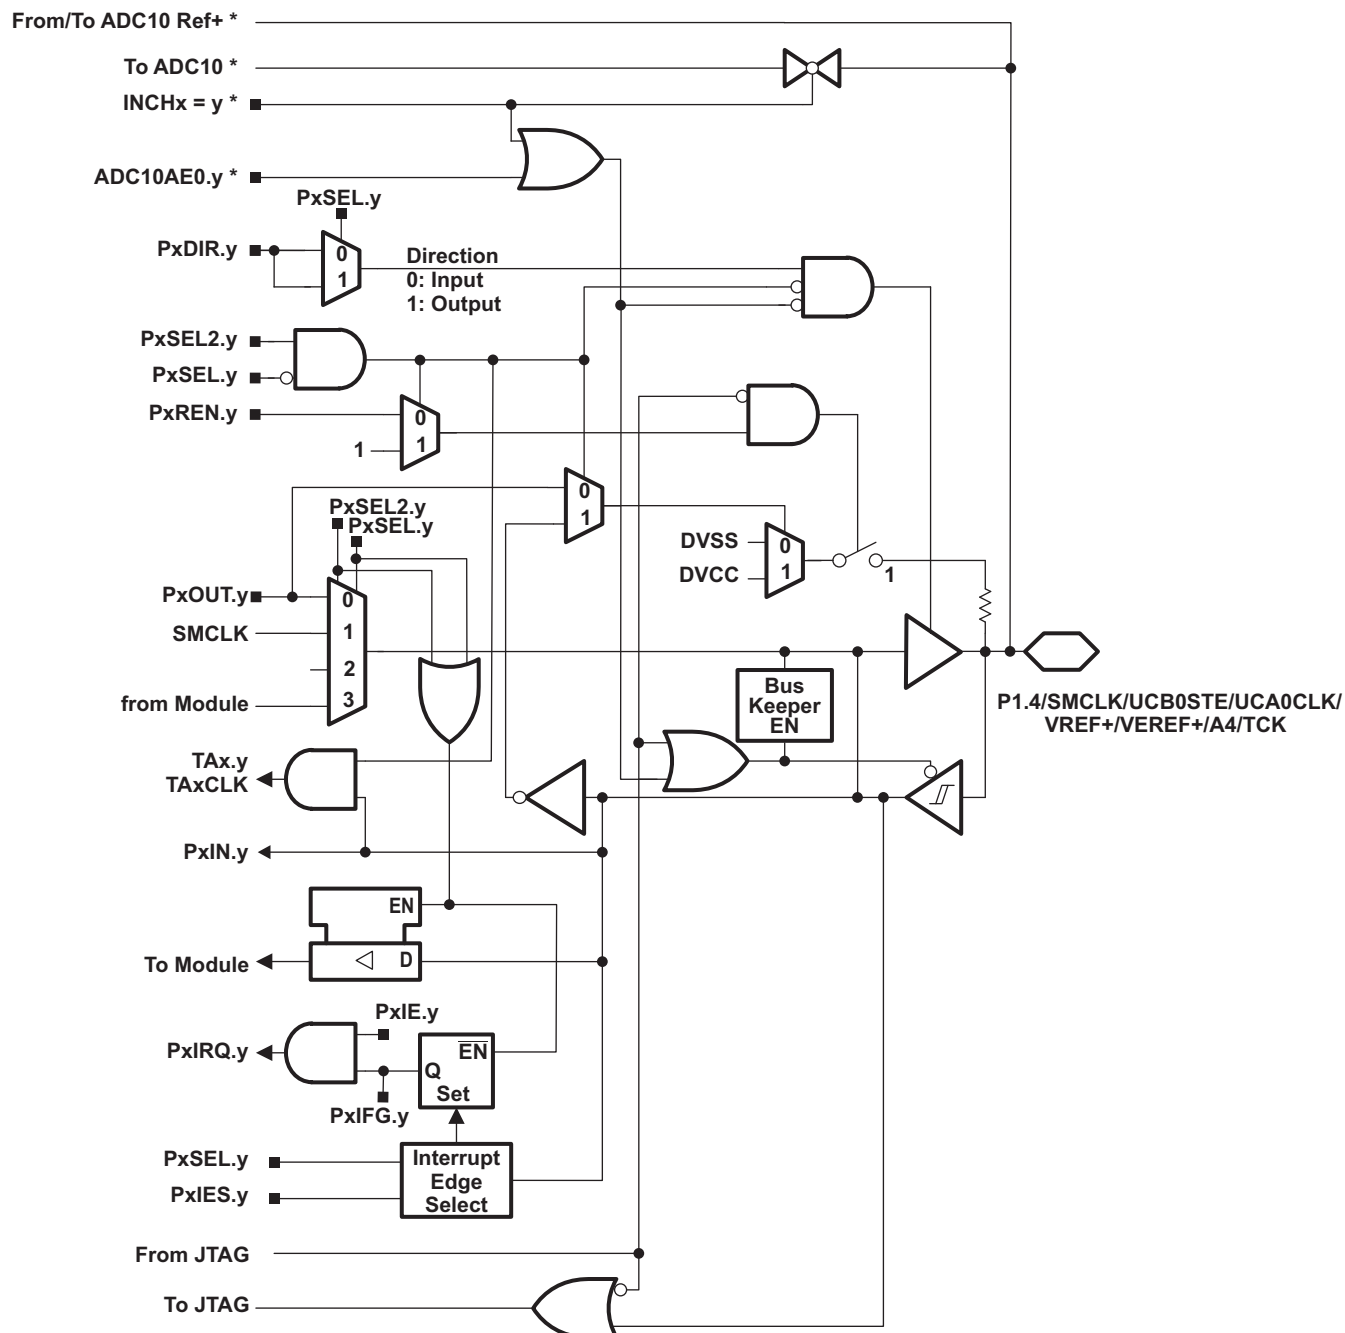 From/To ADC10 Ref+ *
To ADC10 *
INCHx = y *
ADC10AE0.y *
PxSEL.y
PxDIR.y
0
1
Direction
0: Input
1: Output
PxSEL2.y
PxSEL.y
PxREN.y
0
1
1
0
1
PxSEL2.y
PxSEL.y
DVSS
DVCC
0
1
1
PxOUT.y
SMCLK
from Module
0
1
2
3
Bus
Keeper
EN
P1.4/SMCLK/UCB0STE/UCA0CLK/
VREF+/VEREF+/A4/TCK
TAx.y
TAxCLK
PxIN.y
EN
D
To Module
PxIE.y
PxIRQ.y
EN
Q
Set
PxIFG.y
PxSEL.y
PxIES.y
Interrupt
Edge
Select
From JTAG
To JTAG